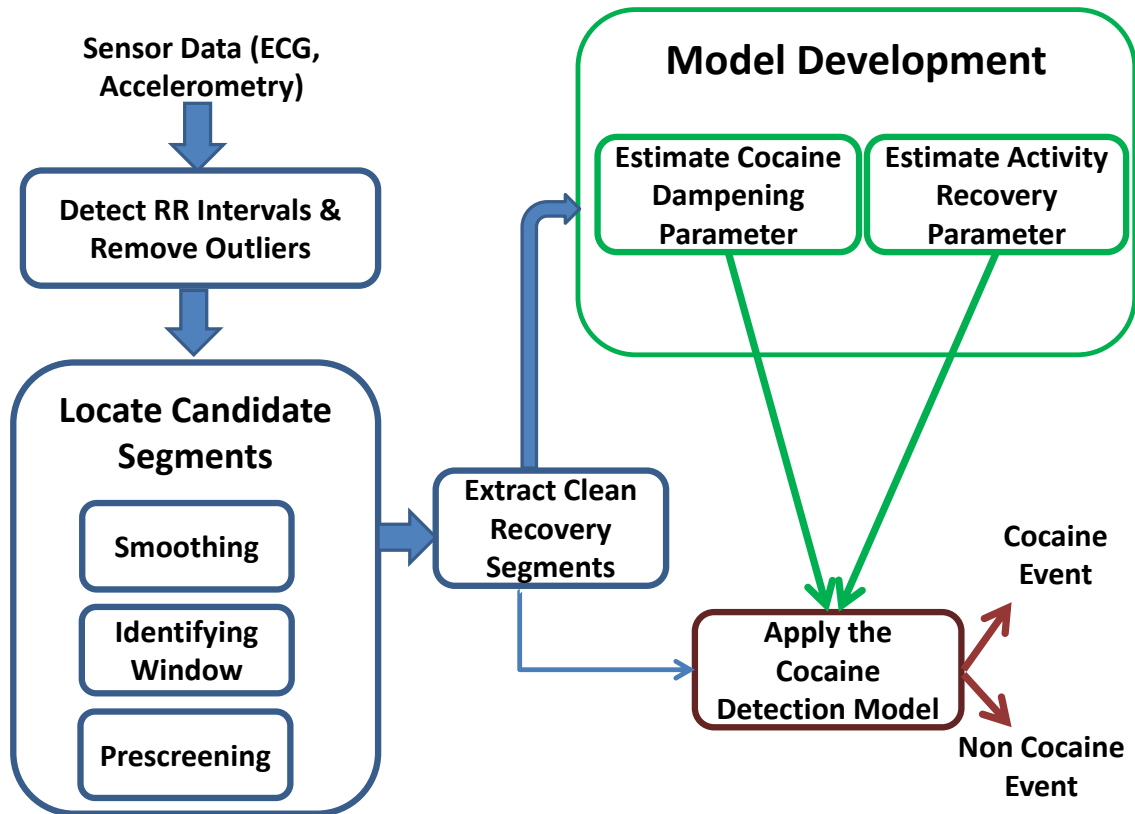 Sensor Data (ECG,
Accelerometry)
Detect RR Intervals &
Remove Outliers
Locate Candidate
Segments
Smoothing
Identifying
Window
Prescreening
Extract Clean
Recovery
Segments
Model Development
Estimate Cocaine
Dampening
Parameter
Estimate Activity
Recovery
Parameter
Apply the
Cocaine
Detection Model
Cocaine
Event
Non Cocaine
Event